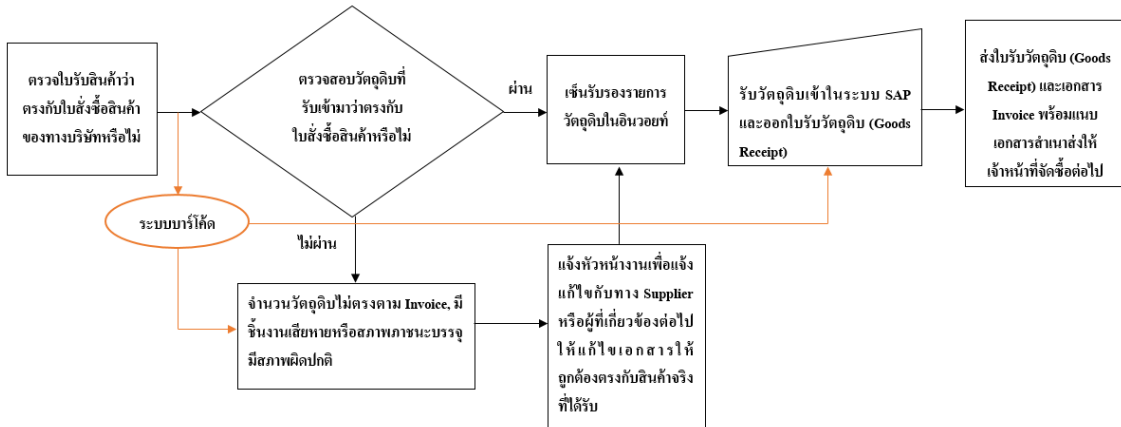 ตรวจใบรับสินค้าว่า
ตรงกับใบสั่งซื้อสินค้า
ของทางบริษัทหรือไม่
ตรวจสอบวัตถุดิบที่
รับเข้ามาว่าตรงกับ
ใบสั่งซื้อสินค้าหรือไม่
ผ่าน
เซ็นรับรองรายการ
วัตถุดิบในอินวอยท์
รับวัตถุดิบเข้าในระบบ SAP
และออกใบรับวัตถุดิบ (Goods
Receipt)
ส่งใบรับวัตถุดิบ (Goods
Receipt) และเอกสาร
Invoice พร้อมแนบ
เอกสารสำเนาส่งให้
เจ้าหน้าที่จัดซื้อต่อไป
ระบบบาร์โค้ด
ไม่ผ่าน
จำนวนวัตถุดิบไม่ตรงตาม Invoice, มี
ชิ้นงานเสียหายหรือสภาพภาชนะบรรจุ
มีสภาพผิดปกติ
แจ้งหัวหน้างานเพื่อแจ้ง
แก้ไขกับทาง Supplier
หรือผู้ที่เกี่ยวข้องต่อไป
ให้แก้ไขเอกสารให้
ถูกต้องตรงกับสินค้าจริง
ที่ได้รับ